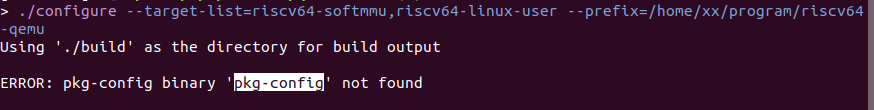 > ./configure --target-list=riscv64-softmmu,riscv64-linux-user --prefix=/home/xx/program/riscv64
-qemu
Using './build' as the directory for build output
ERROR: pkg-config binary 'pkg-config' not found